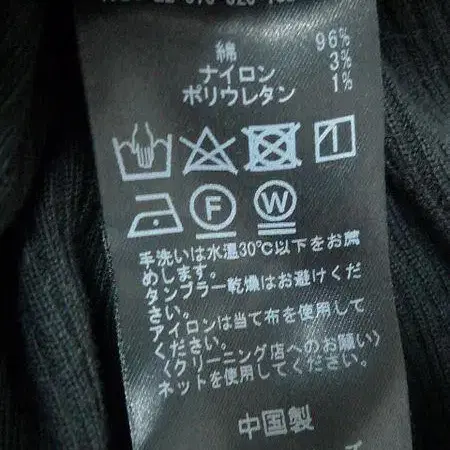 綿 96%
ナイロン 3%
ポリウレタン 1%
F W
手洗いは水温30℃以下をお薦
めします。
タンブラー乾燥はお避けくだ
さい。
アイロンは当て布を使用して
ください。
〈クリーニング店へのお願い〉
ネットを使用してください。
中国製